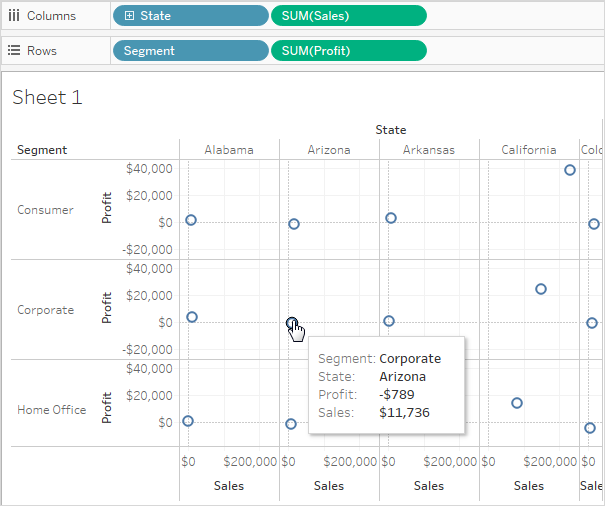 Columns State SUM(Sales)
Rows Segment SUM(Profit)
Sheet 1
State
Segment Alabama Arizona Arkansas California Colo
Consumer Profit $40,000
$20,000
$0
-$20,000
Corporate Profit $40,000
$20,000
$0
-$20,000
Segment: Corporate
State: Arizona
Profit: -$789
Sales: $11,736
Home Office Profit $40,000
$20,000
$0
$0 $200,000 $0 $200,000 $0 $200,000 $0 $200,000 $0
Sales Sales Sales Sales Sale